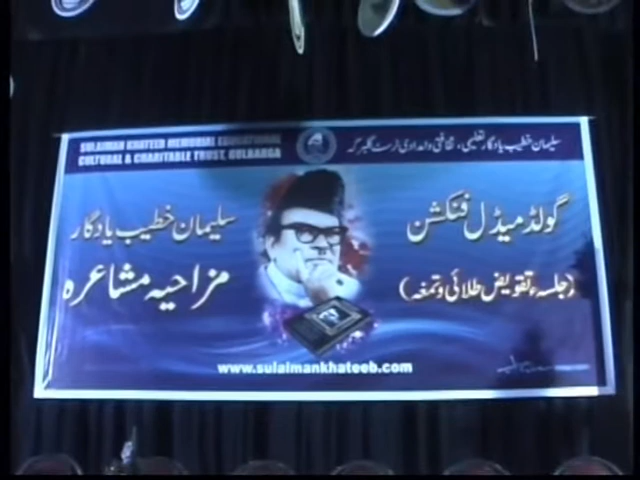 SULAIMAN KHATEEB MEMORIAL EDUCATIONAL
CULTURAL & CHARITABLE TRUST, GULBARGA
سلیمان خطیب یادگار تعلیمی، ثقافتی و امدادی ٹرسٹ گلبرگہ
گولڈ میڈل فنکشن
(جلسہ، تفویض طلائی و تمغہ)
سلیمان خطیب یادگار
مزاحیہ مشاعرہ
www.sulaimankhateeb.com